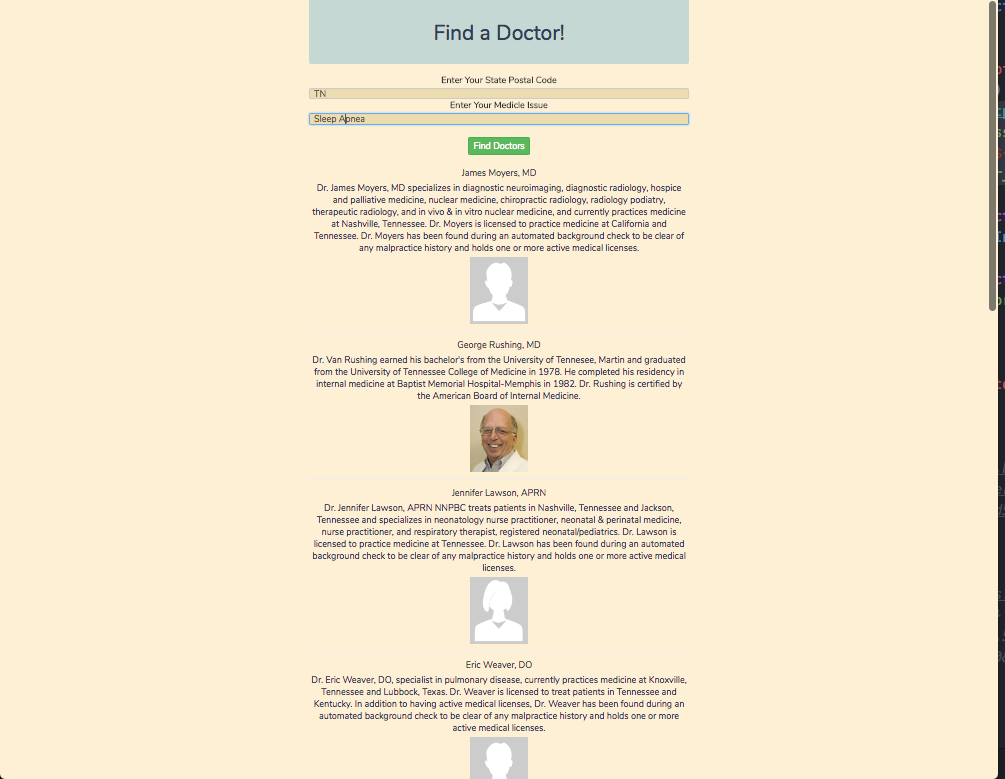 Find a Doctor!
Enter Your State Postal Code
TN
Enter Your Medicle Issue
Sleep Apnea
Find Doctors
James Moyers, MD
Dr. James Moyers, MD specializes in diagnostic neuroimaging, diagnostic radiology, hospice
and palliative medicine, nuclear medicine, chiropractic radiology, radiology podiatry,
therapeutic radiology, and in vivo & in vitro nuclear medicine, and currently practices medicine
at Nashville, Tennessee. Dr. Moyers is licensed to practice medicine at California and
Tennessee. Dr. Moyers has been found during an automated background check to be clear of
any malpractice history and holds one or more active medical licenses.
George Rushing, MD
Dr. Van Rushing earned his bachelor's from the University of Tennesee, Martin and graduated
from the University of Tennessee College of Medicine in 1978. He completed his residency in
internal medicine at Baptist Memorial Hospital-Memphis in 1982. Dr. Rushing is certified by
the American Board of Internal Medicine.
Jennifer Lawson, APRN
Dr. Jennifer Lawson, APRN NNPBC treats patients in Nashville, Tennessee and Jackson,
Tennessee and specializes in neonatology nurse practitioner, neonatal & perinatal medicine,
nurse practitioner, and respiratory therapist, registered neonatal/pediatrics. Dr. Lawson is
licensed to practice medicine at Tennessee. Dr. Lawson has been found during an automated
background check to be clear of any malpractice history and holds one or more active medical
licenses.
Eric Weaver, DO
Dr. Eric Weaver, DO, specialist in pulmonary disease, currently practices medicine at Knoxville,
Tennessee and Lubbock, Texas. Dr. Weaver is licensed to treat patients in Tennessee and
Kentucky. In addition to having active medical licenses, Dr. Weaver has been found during an
automated background check to be clear of any malpractice history and holds one or more
active medical licenses.